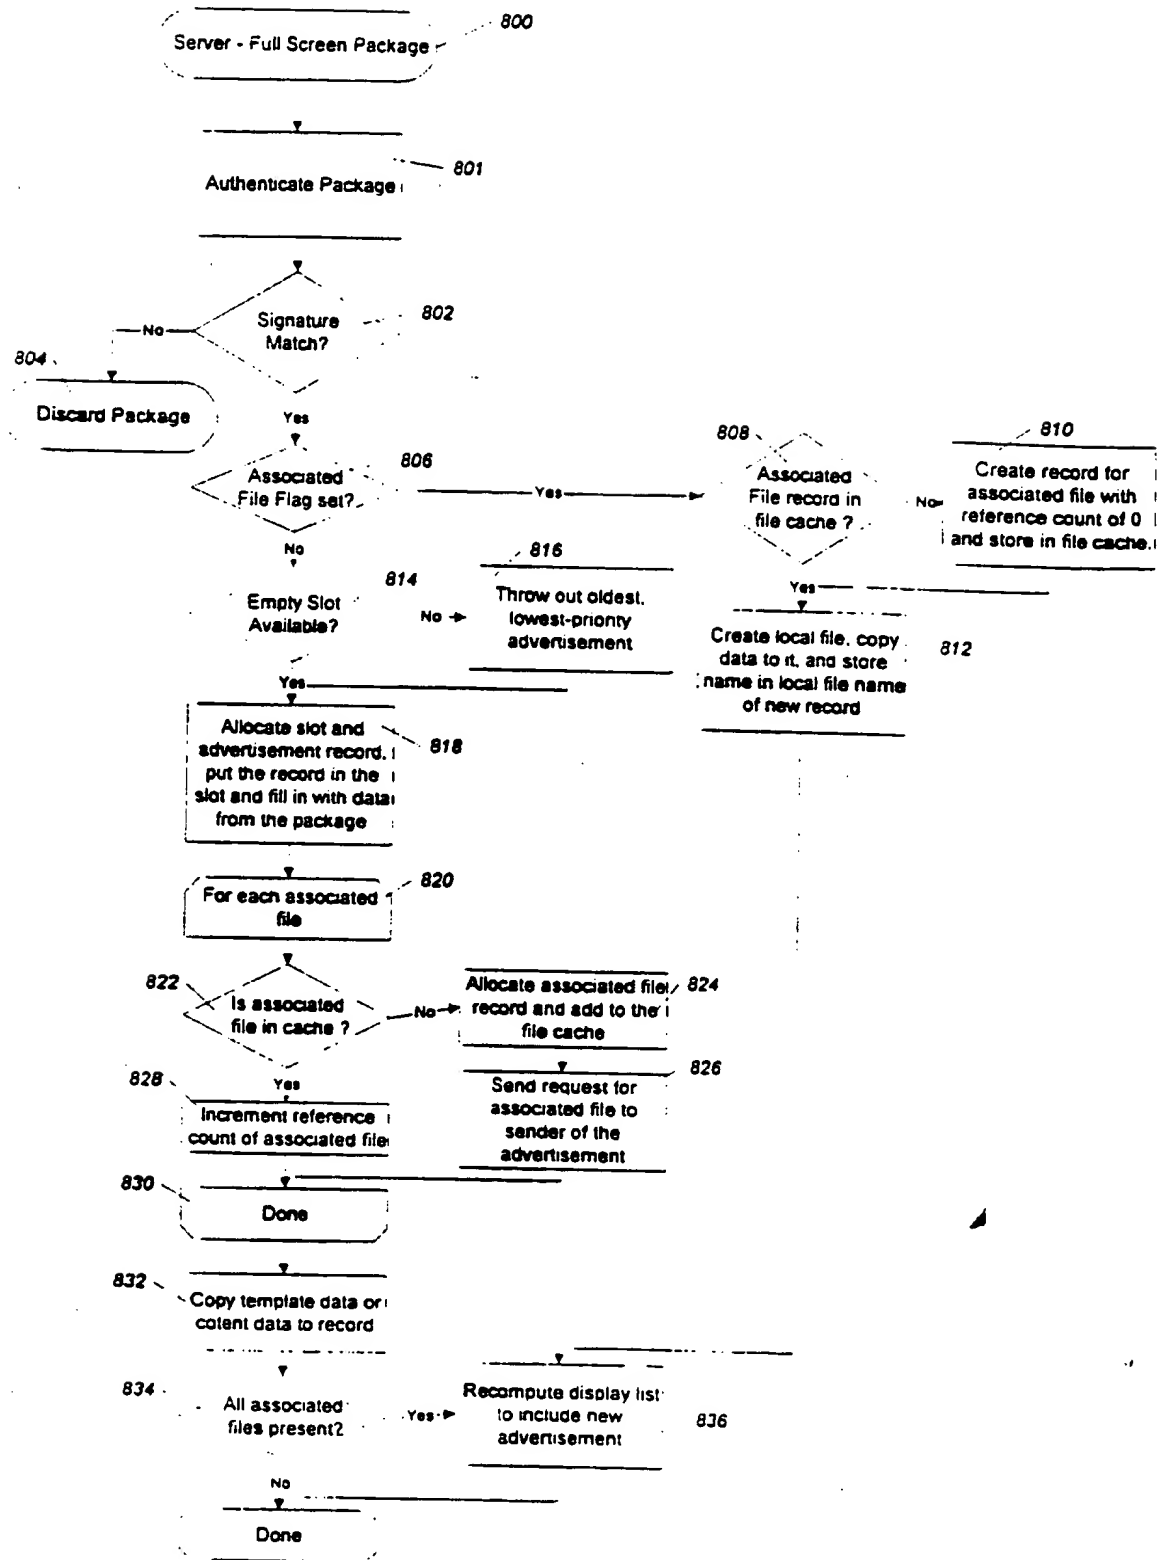 800
Server - Full Screen Package
801
Authenticate Package
802
Signature
Match?
No
804
Discard Package
Yes
806
Associated
File Flag set?
Yes
808
Associated
File record in
file cache ?
No
810
Create record for
associated file with
reference count of 0
and store in file cache.
No
814
Empty Slot
Available?
No
816
Throw out oldest,
lowest-priority
advertisement
Yes
812
Create local file, copy
data to it, and store
name in local file name
of new record
Yes
818
Allocate slot and
advertisement record,
put the record in the
slot and fill in with data
from the package
820
For each associated
file
822
Is associated
file in cache ?
No
824
Allocate associated file
record and add to the
file cache
826
Send request for
associated file to
sender of the
advertisement
Yes
828
Increment reference
count of associated file
830
Done
832
Copy template data or
cotent data to record
834
All associated
files present?
Yes
836
Recompute display list
to include new
advertisement
No
Done